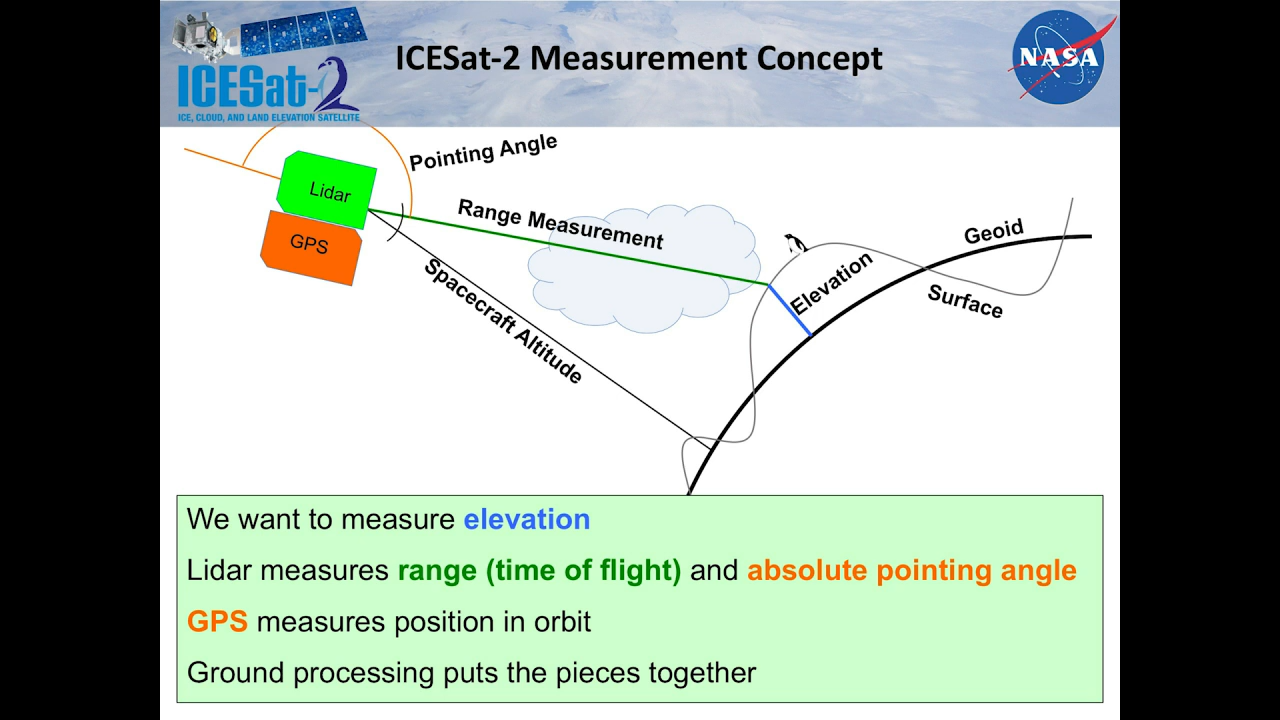 ICESat-2 Measurement Concept
ICESat-2
ICE, CLOUD, AND LAND ELEVATION SATELLITE
NASA
Pointing Angle
Lidar
GPS
Range Measurement
Spacecraft Altitude
Elevation
Geoid
Surface
We want to measure elevation
Lidar measures range (time of flight) and absolute pointing angle
GPS measures position in orbit
Ground processing puts the pieces together